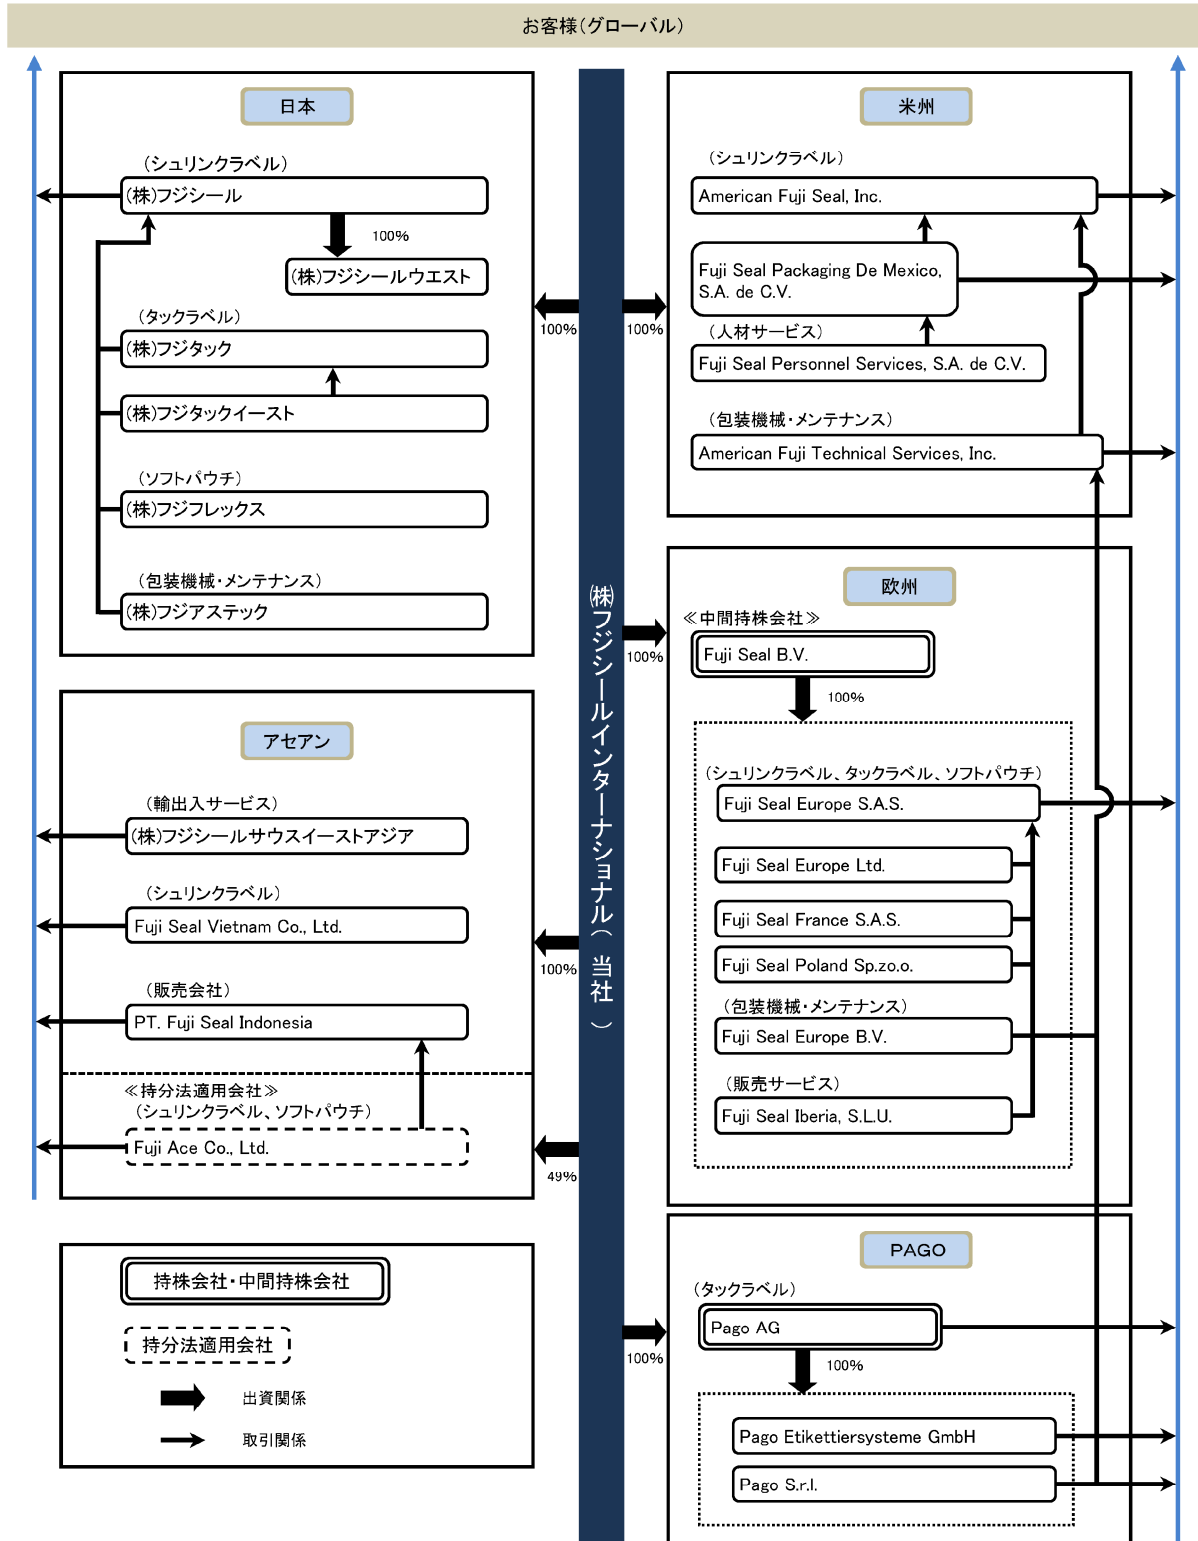 お客様（グローバル）
日本
（シュリンクラベル）
(株)フジシール
100%
(株)フジシールウエスト
（タックラベル）
(株)フジタック
(株)フジタックイースト
（ソフトパウチ）
(株)フジフレックス
（包装機械・メンテナンス）
(株)フジアステック
100%
アセアン
（輸出入サービス）
(株)フジシールサウスイーストアジア
（シュリンクラベル）
Fuji Seal Vietnam Co., Ltd.
100%
（販売会社）
PT. Fuji Seal Indonesia
≪持分法適用会社≫
（シュリンクラベル、ソフトパウチ）
Fuji Ace Co., Ltd.
49%
持株会社・中間持株会社
持分法適用会社
出資関係
取引関係
㈱フジシールインターナショナル（当社）
米州
（シュリンクラベル）
American Fuji Seal, Inc.
Fuji Seal Packaging De Mexico,
S.A. de C.V.
100%
（人材サービス）
Fuji Seal Personnel Services, S.A. de C.V.
（包装機械・メンテナンス）
American Fuji Technical Services, Inc.
欧州
≪中間持株会社≫
Fuji Seal B.V.
100%
100%
（シュリンクラベル、タックラベル、ソフトパウチ）
Fuji Seal Europe S.A.S.
Fuji Seal Europe Ltd.
Fuji Seal France S.A.S.
Fuji Seal Poland Sp.zo.o.
（包装機械・メンテナンス）
Fuji Seal Europe B.V.
（販売サービス）
Fuji Seal Iberia, S.L.U.
PAGO
（タックラベル）
Pago AG
100%
100%
Pago Etikettiersysteme GmbH
Pago S.r.l.